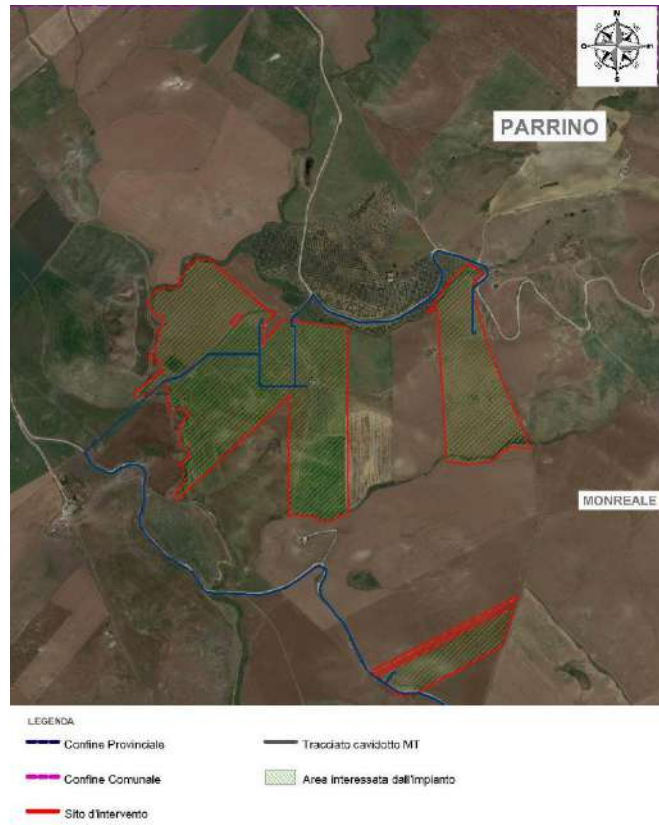 N
PARRINO
O
S
MONREALE
LEGENDA
Confine Provinciale
Tracciato cavidotto MT
Confine Comunale
Area interessata dall'impianto
Sito d'intervento